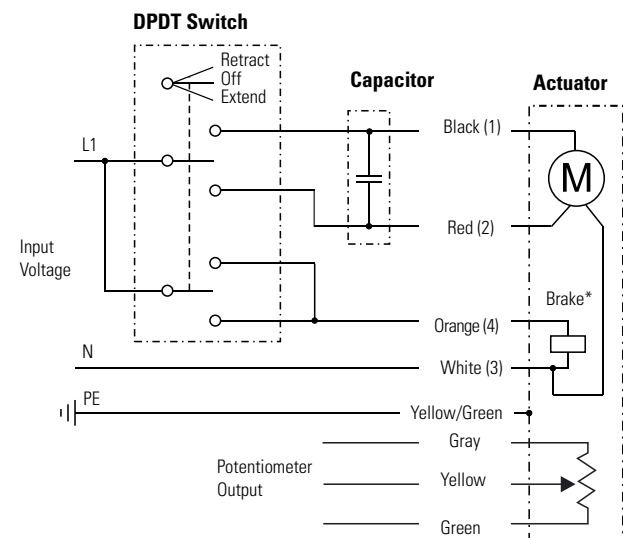 DPDT Switch
Retract
Off
Extend
Capacitor
Actuator
L1
Black (1)
M
Red (2)
Input
Voltage
Brake*
Orange (4)
N
White (3)
PE
Yellow/Green
Gray
Potentiometer
Output
Yellow
Green